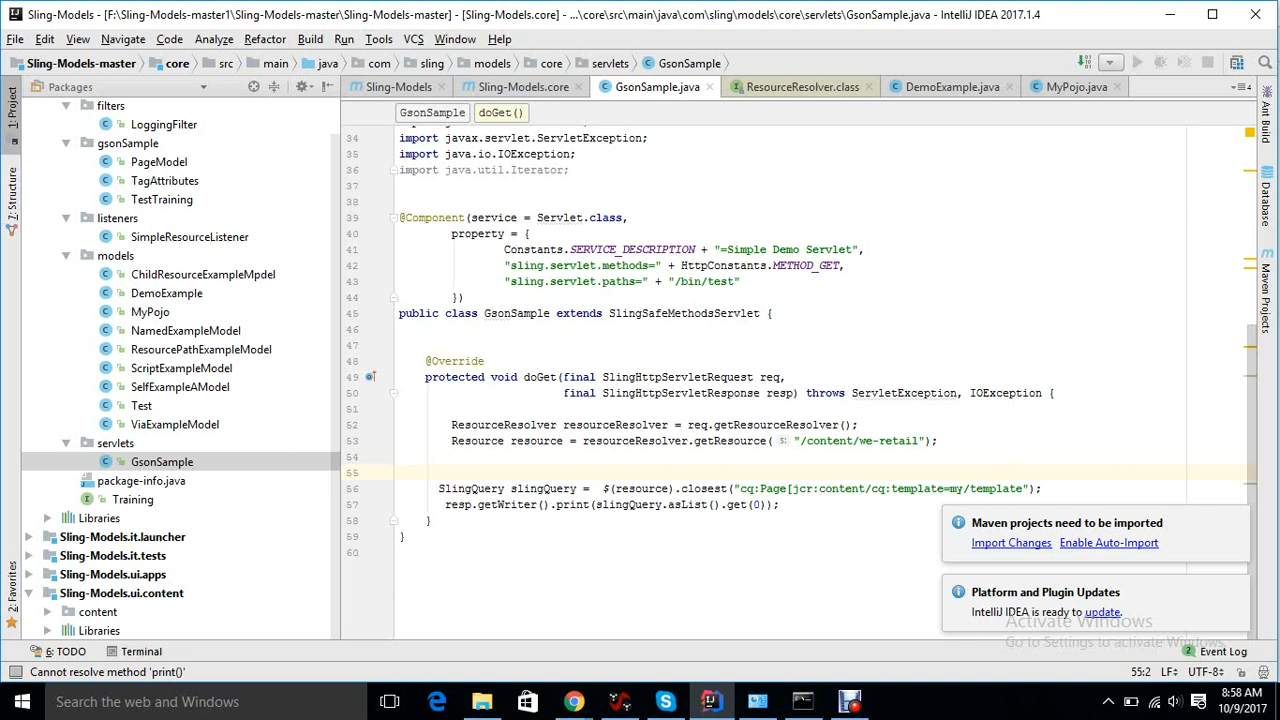 Sling-Models - [F:\Sling-Models-master1\Sling-Models-master\Sling-Models-master] - [Sling-Models.core] - ...\core\src\main\java\com\sling\models\core\servlets\GsonSample.java - IntelliJ IDEA 2017.1.4
File Edit View Navigate Code Analyze Refactor Build Run Tools VCS Window Help
Sling-Models-master core src main java com sling models core servlets GsonSample
Packages
Sling-Models Sling-Models.core GsonSample.java ResourceResolver.class DemoExample.java MyPojo.java
GsonSample doGet()
1: Project
7: Structure
2: Favorites
filters
LoggingFilter
gsonSample
PageModel
TagAttributes
TestTraining
listeners
SimpleResourceListener
models
ChildResourceExampleMpdel
DemoExample
MyPojo
NamedExampleModel
ResourcePathExampleModel
ScriptExampleModel
SelfExampleAModel
Test
ViaExampleModel
servlets
GsonSample
package-info.java
Training
Libraries
Sling-Models.it.launcher
Sling-Models.it.tests
Sling-Models.ui.apps
Sling-Models.ui.content
content
Libraries
34 import javax.servlet.ServletException;
35 import java.io.IOException;
36 import java.util.Iterator;
37
38
39 @Component(service = Servlet.class,
40 property = {
41 Constants.SERVICE_DESCRIPTION + "=Simple Demo Servlet",
42 "sling.servlet.methods=" + HttpConstants.METHOD_GET,
43 "sling.servlet.paths=" + "/bin/test"
44 })
45 public class GsonSample extends SlingSafeMethodsServlet {
46
47
48 @Override
49 protected void doGet(final SlingHttpServletRequest req,
50 final SlingHttpServletResponse resp) throws ServletException, IOException {
51
52 ResourceResolver resourceResolver = req.getResourceResolver();
53 Resource resource = resourceResolver.getResource( s: "/content/we-retail");
54
55
56 SlingQuery slingQuery = $(resource).closest("cq:Page[jcr:content/cq:template=my/template");
57 resp.getWriter().print(slingQuery.asList().get(0));
58 }
59 }
60
Ant Build
Database
Maven Projects
Maven projects need to be imported
Import Changes Enable Auto-Import
Platform and Plugin Updates
IntelliJ IDEA is ready to update.
Activate Windows
Go to Settings to activate Windows.
6: TODO Terminal 2 Event Log
Cannot resolve method 'print()' 55:2 LF÷ UTF-8÷
Search the web and Windows
8:58 AM
10/9/2017